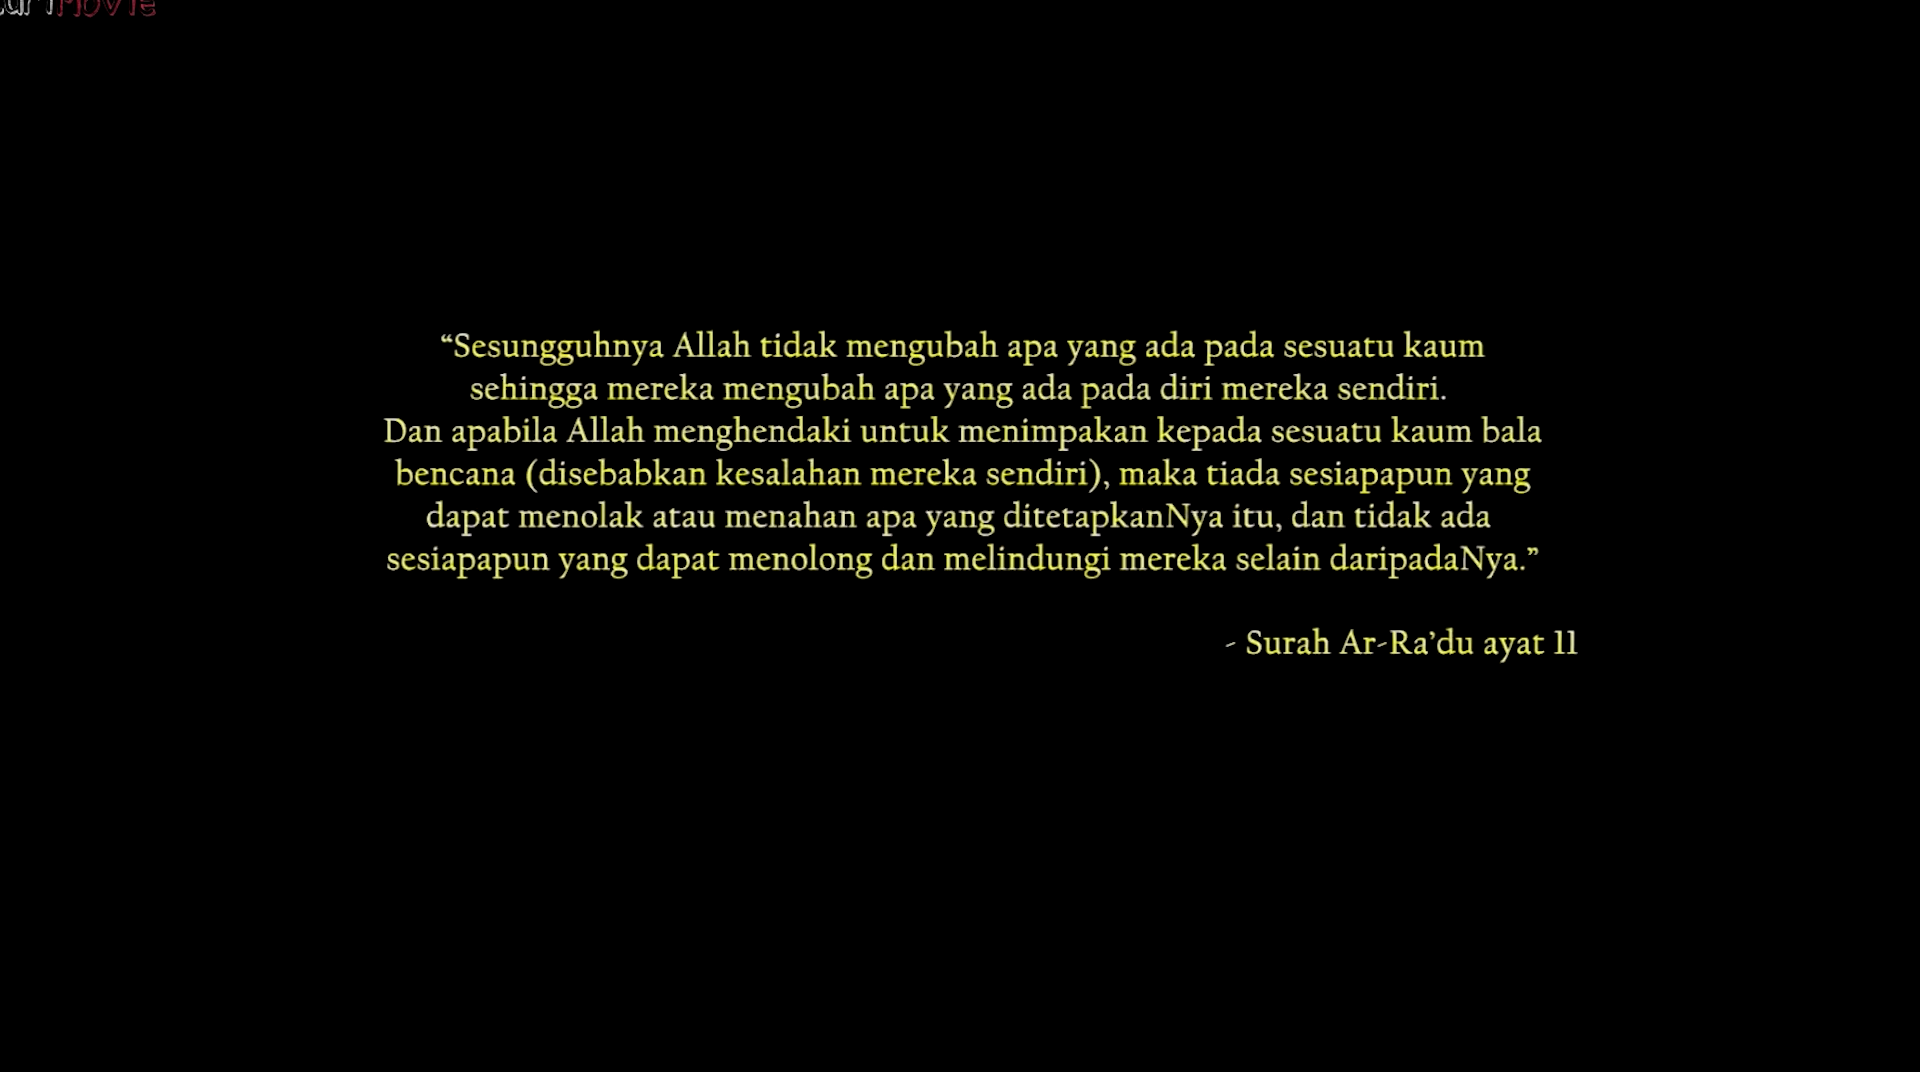 Movie
“Sesungguhnya Allah tidak mengubah apa yang ada pada sesuatu kaum
sehingga mereka mengubah apa yang ada pada diri mereka sendiri.
Dan apabila Allah menghendaki untuk menimpakan kepada sesuatu kaum bala
bencana (disebabkan kesalahan mereka sendiri), maka tiada sesiapapun yang
dapat menolak atau menahan apa yang ditetapkanNya itu, dan tidak ada
sesiapapun yang dapat menolong dan melindungi mereka selain daripadaNya.”
- Surah Ar-Ra’du ayat 11